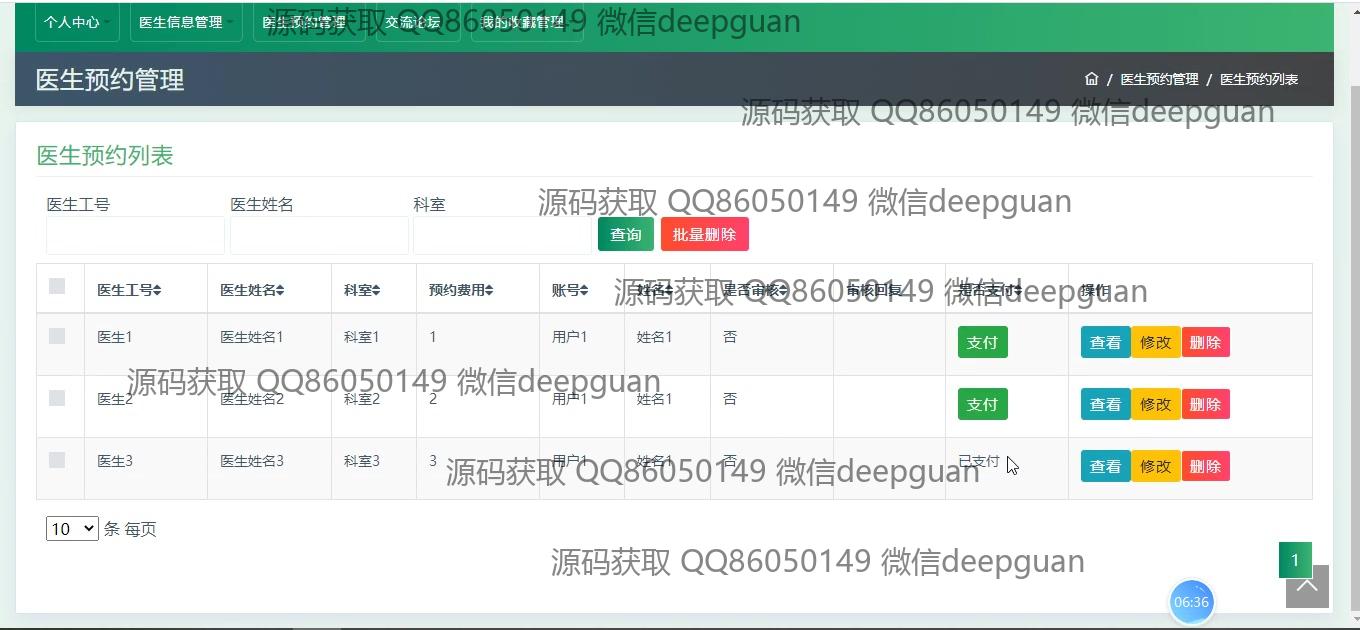 个人中心 医生信息管理 医生预约管理 交流论坛 我的收藏管理
源码获取 QQ86050149 微信deepguan
医生预约管理 / 医生预约管理 / 医生预约列表
源码获取 QQ86050149 微信deepguan
医生预约列表
医生工号 医生姓名 科室
源码获取 QQ86050149 微信deepguan
查询 批量删除
医生工号 医生姓名 科室 预约费用 账号 姓名 是否审核 审核回复 是否支付 操作
源码获取 QQ86050149 微信deepguan
医生1 医生姓名1 科室1 1 用户1 姓名1 否 支付 查看 修改 删除
源码获取 QQ86050149 微信deepguan
医生2 医生姓名2 科室2 2 用户1 姓名1 否 支付 查看 修改 删除
医生3 医生姓名3 科室3 3 用户1 姓名1 否 已支付 查看 修改 删除
源码获取 QQ86050149 微信deepguan
10 条 每页
源码获取 QQ86050149 微信deepguan
1
06:36